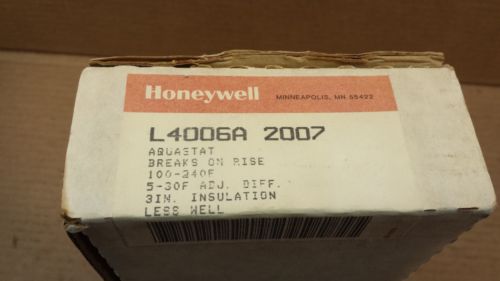 Honeywell MINNEAPOLIS, MN 55422
L4006A 2007
AQUASTAT
BREAKS ON RISE
100-240F
5-30F ADJ. DIFF.
3IN. INSULATION
LESS WELL